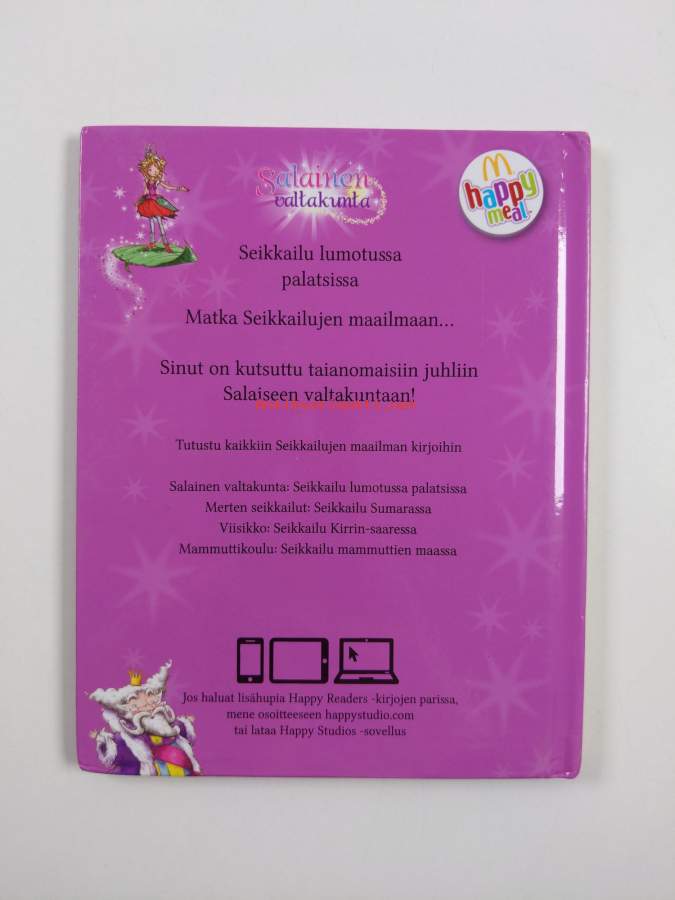 Salainen
valtakunta
happy
meal
Seikkailu lumotussa
palatsissa
Matka Seikkailujen maailmaan...
Sinut on kutsuttu taianomaisiin juhliin
Salaiseen valtakuntaan!
Tutustu kaikkiin Seikkailujen maailman kirjoihin
Salainen valtakunta: Seikkailu lumotussa palatsissa
Merten seikkailut: Seikkailu Sumarassa
Viisikko: Seikkailu Kirrin-saaressa
Mammuttikoulu: Seikkailu mammuttien maassa
Jos haluat lisähupia Happy Readers -kirjojen parissa,
mene osoitteeseen happystudio.com
tai lataa Happy Studios -sovellus